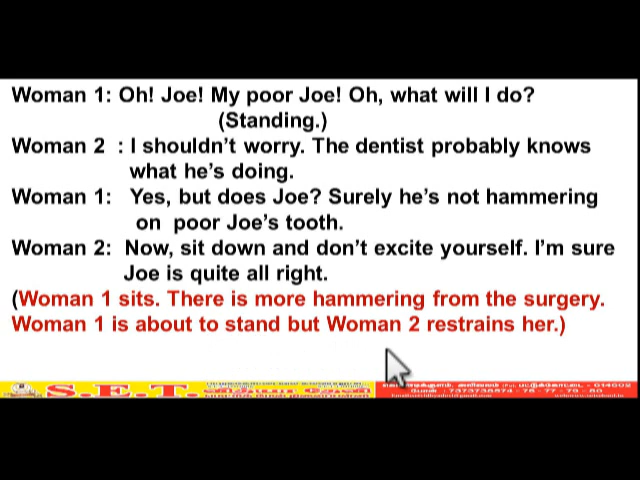 Woman 1: Oh! Joe! My poor Joe! Oh, what will I do?
(Standing.)
Woman 2 : I shouldn't worry. The dentist probably knows
what he's doing.
Woman 1: Yes, but does Joe? Surely he's not hammering
on poor Joe's tooth.
Woman 2: Now, sit down and don't excite yourself. I'm sure
Joe is quite all right.
(Woman 1 sits. There is more hammering from the surgery.
Woman 1 is about to stand but Woman 2 restrains her.)
S.E.T.